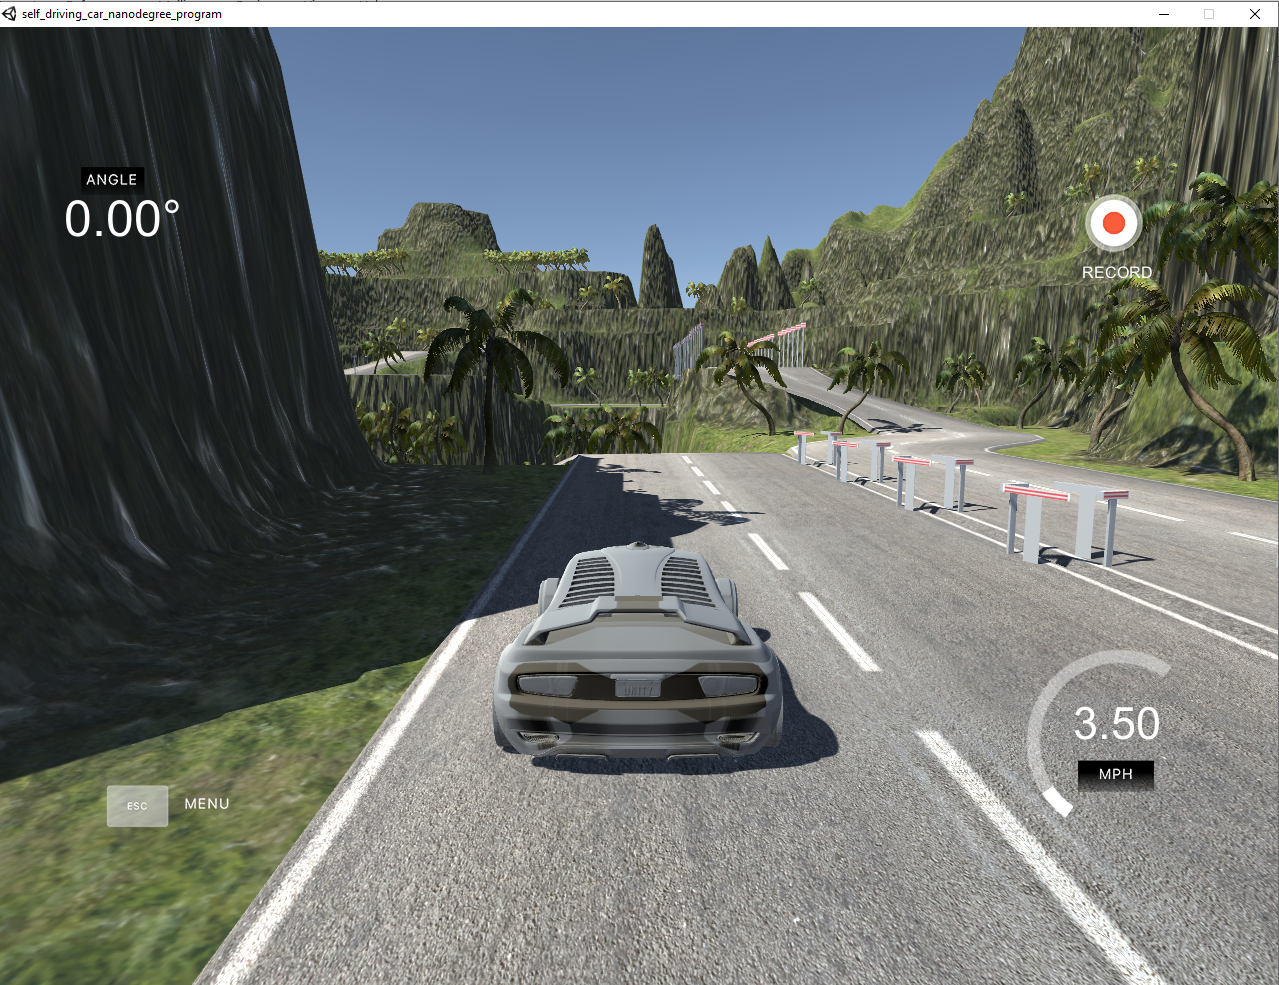 self_driving_car_nanodegree_program
ANGLE
0.00°
RECORD
UNITY
3.50
MPH
ESC
MENU